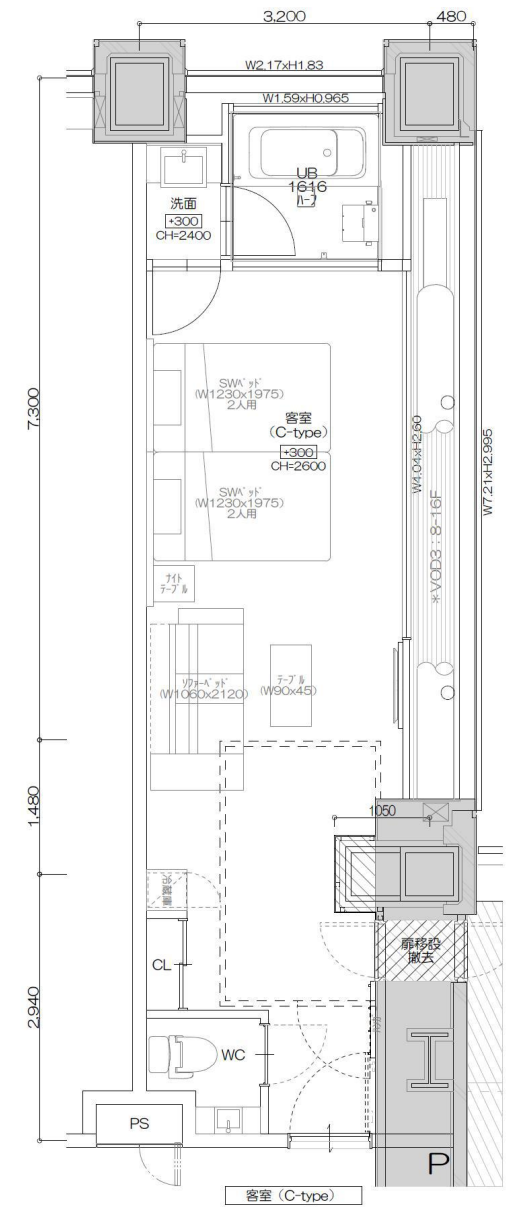 3,200
480
W2.17xH1.83
W1.59xH0.965
UB
1616
ﾊｰﾌ
洗面
+300
CH=2400
7,300
SWﾍﾞｯﾄﾞ
(W1230x1975)
2人用
客室
(C-type)
+300
CH=2600
SWﾍﾞｯﾄﾞ
(W1230x1975)
2人用
W4.04xH2.60
W7.21xH2.995
*VOD3：8-16F
ﾅｲﾄ
ﾃｰﾌﾞﾙ
ｿﾌｧｰﾍﾞｯﾄﾞ
(W1060x2120)
ﾃｰﾌﾞﾙ
(W90x45)
1,480
1050
冷蔵庫
扉移設
撤去
CL
2,940
WC
PS
P
客室 (C-type)